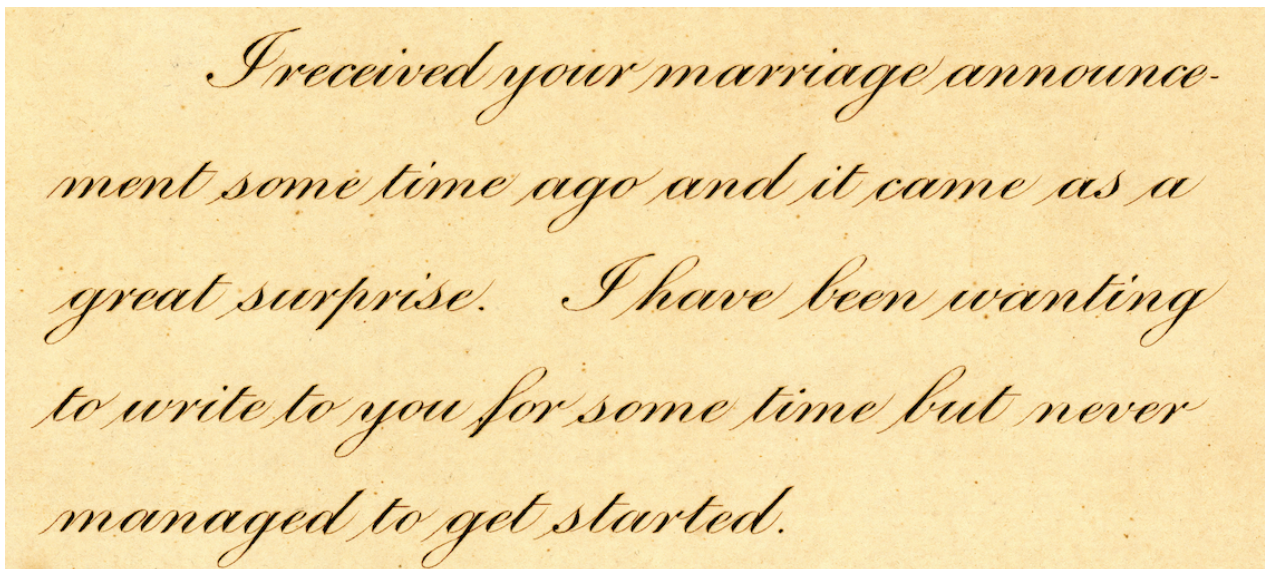 I received your marriage announce-
ment some time ago and it came as a
great surprise. I have been wanting
to write to you for some time but never
managed to get started.